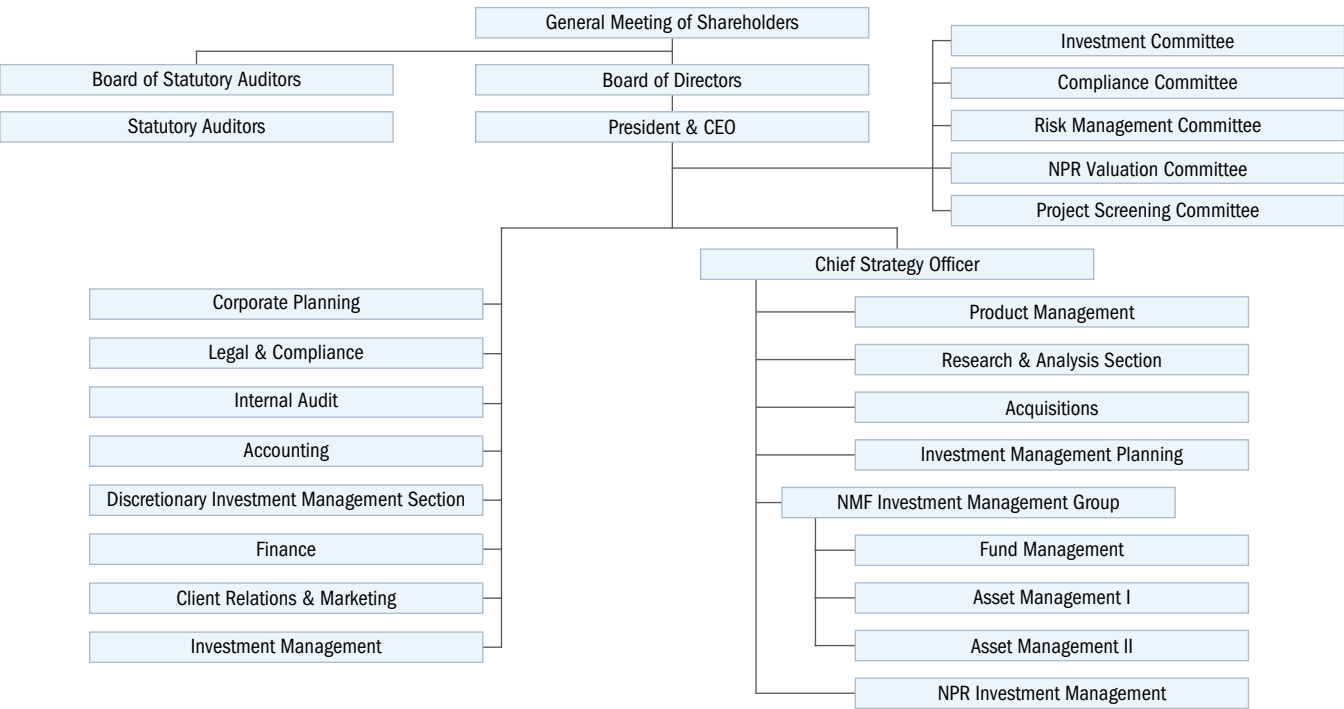 General Meeting of Shareholders
Board of Statutory Auditors
Board of Directors
Statutory Auditors
President & CEO
Investment Committee
Compliance Committee
Risk Management Committee
NPR Valuation Committee
Project Screening Committee
Corporate Planning
Legal & Compliance
Internal Audit
Accounting
Discretionary Investment Management Section
Finance
Client Relations & Marketing
Investment Management
Chief Strategy Officer
Product Management
Research & Analysis Section
Acquisitions
Investment Management Planning
NMF Investment Management Group
Fund Management
Asset Management I
Asset Management II
NPR Investment Management